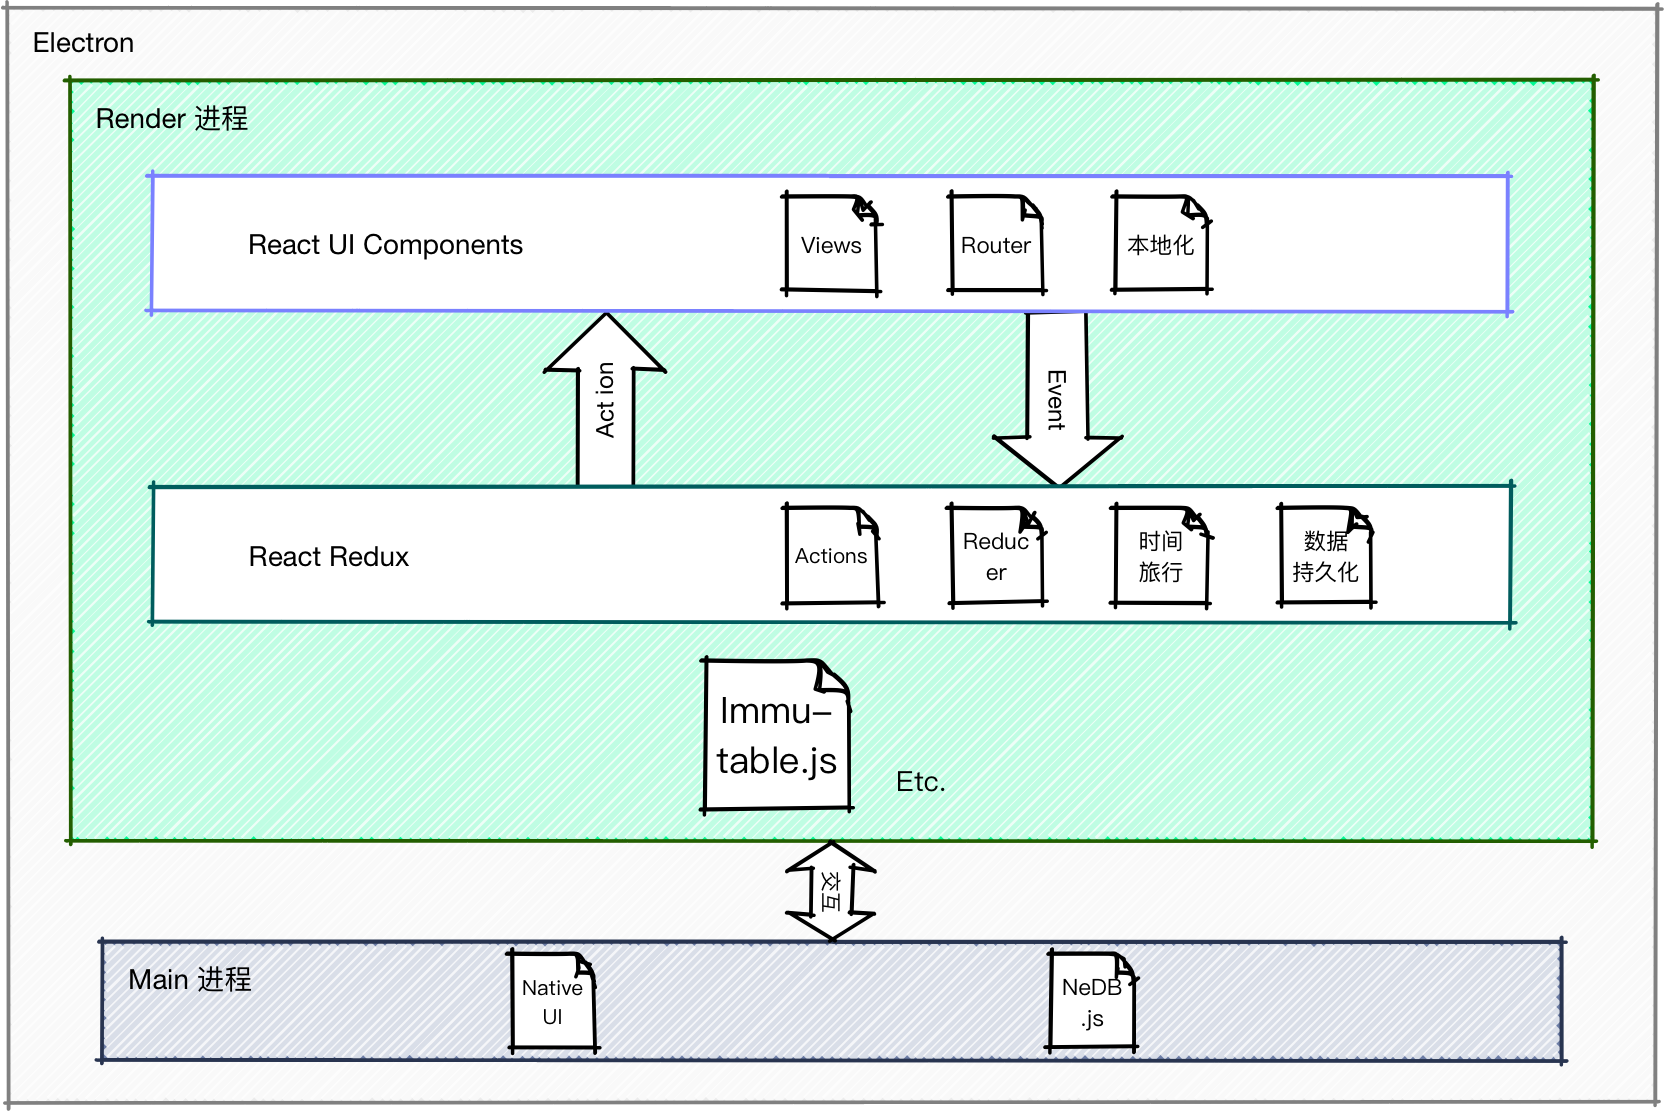 Electron
Render 进程
React UI Components
Views
Router
本地化
Action
Event
React Redux
Actions
Reduc
er
时间
旅行
数据
持久化
Immu-
table.js
Etc.
交互
Main 进程
Native
UI
NeDB
.js